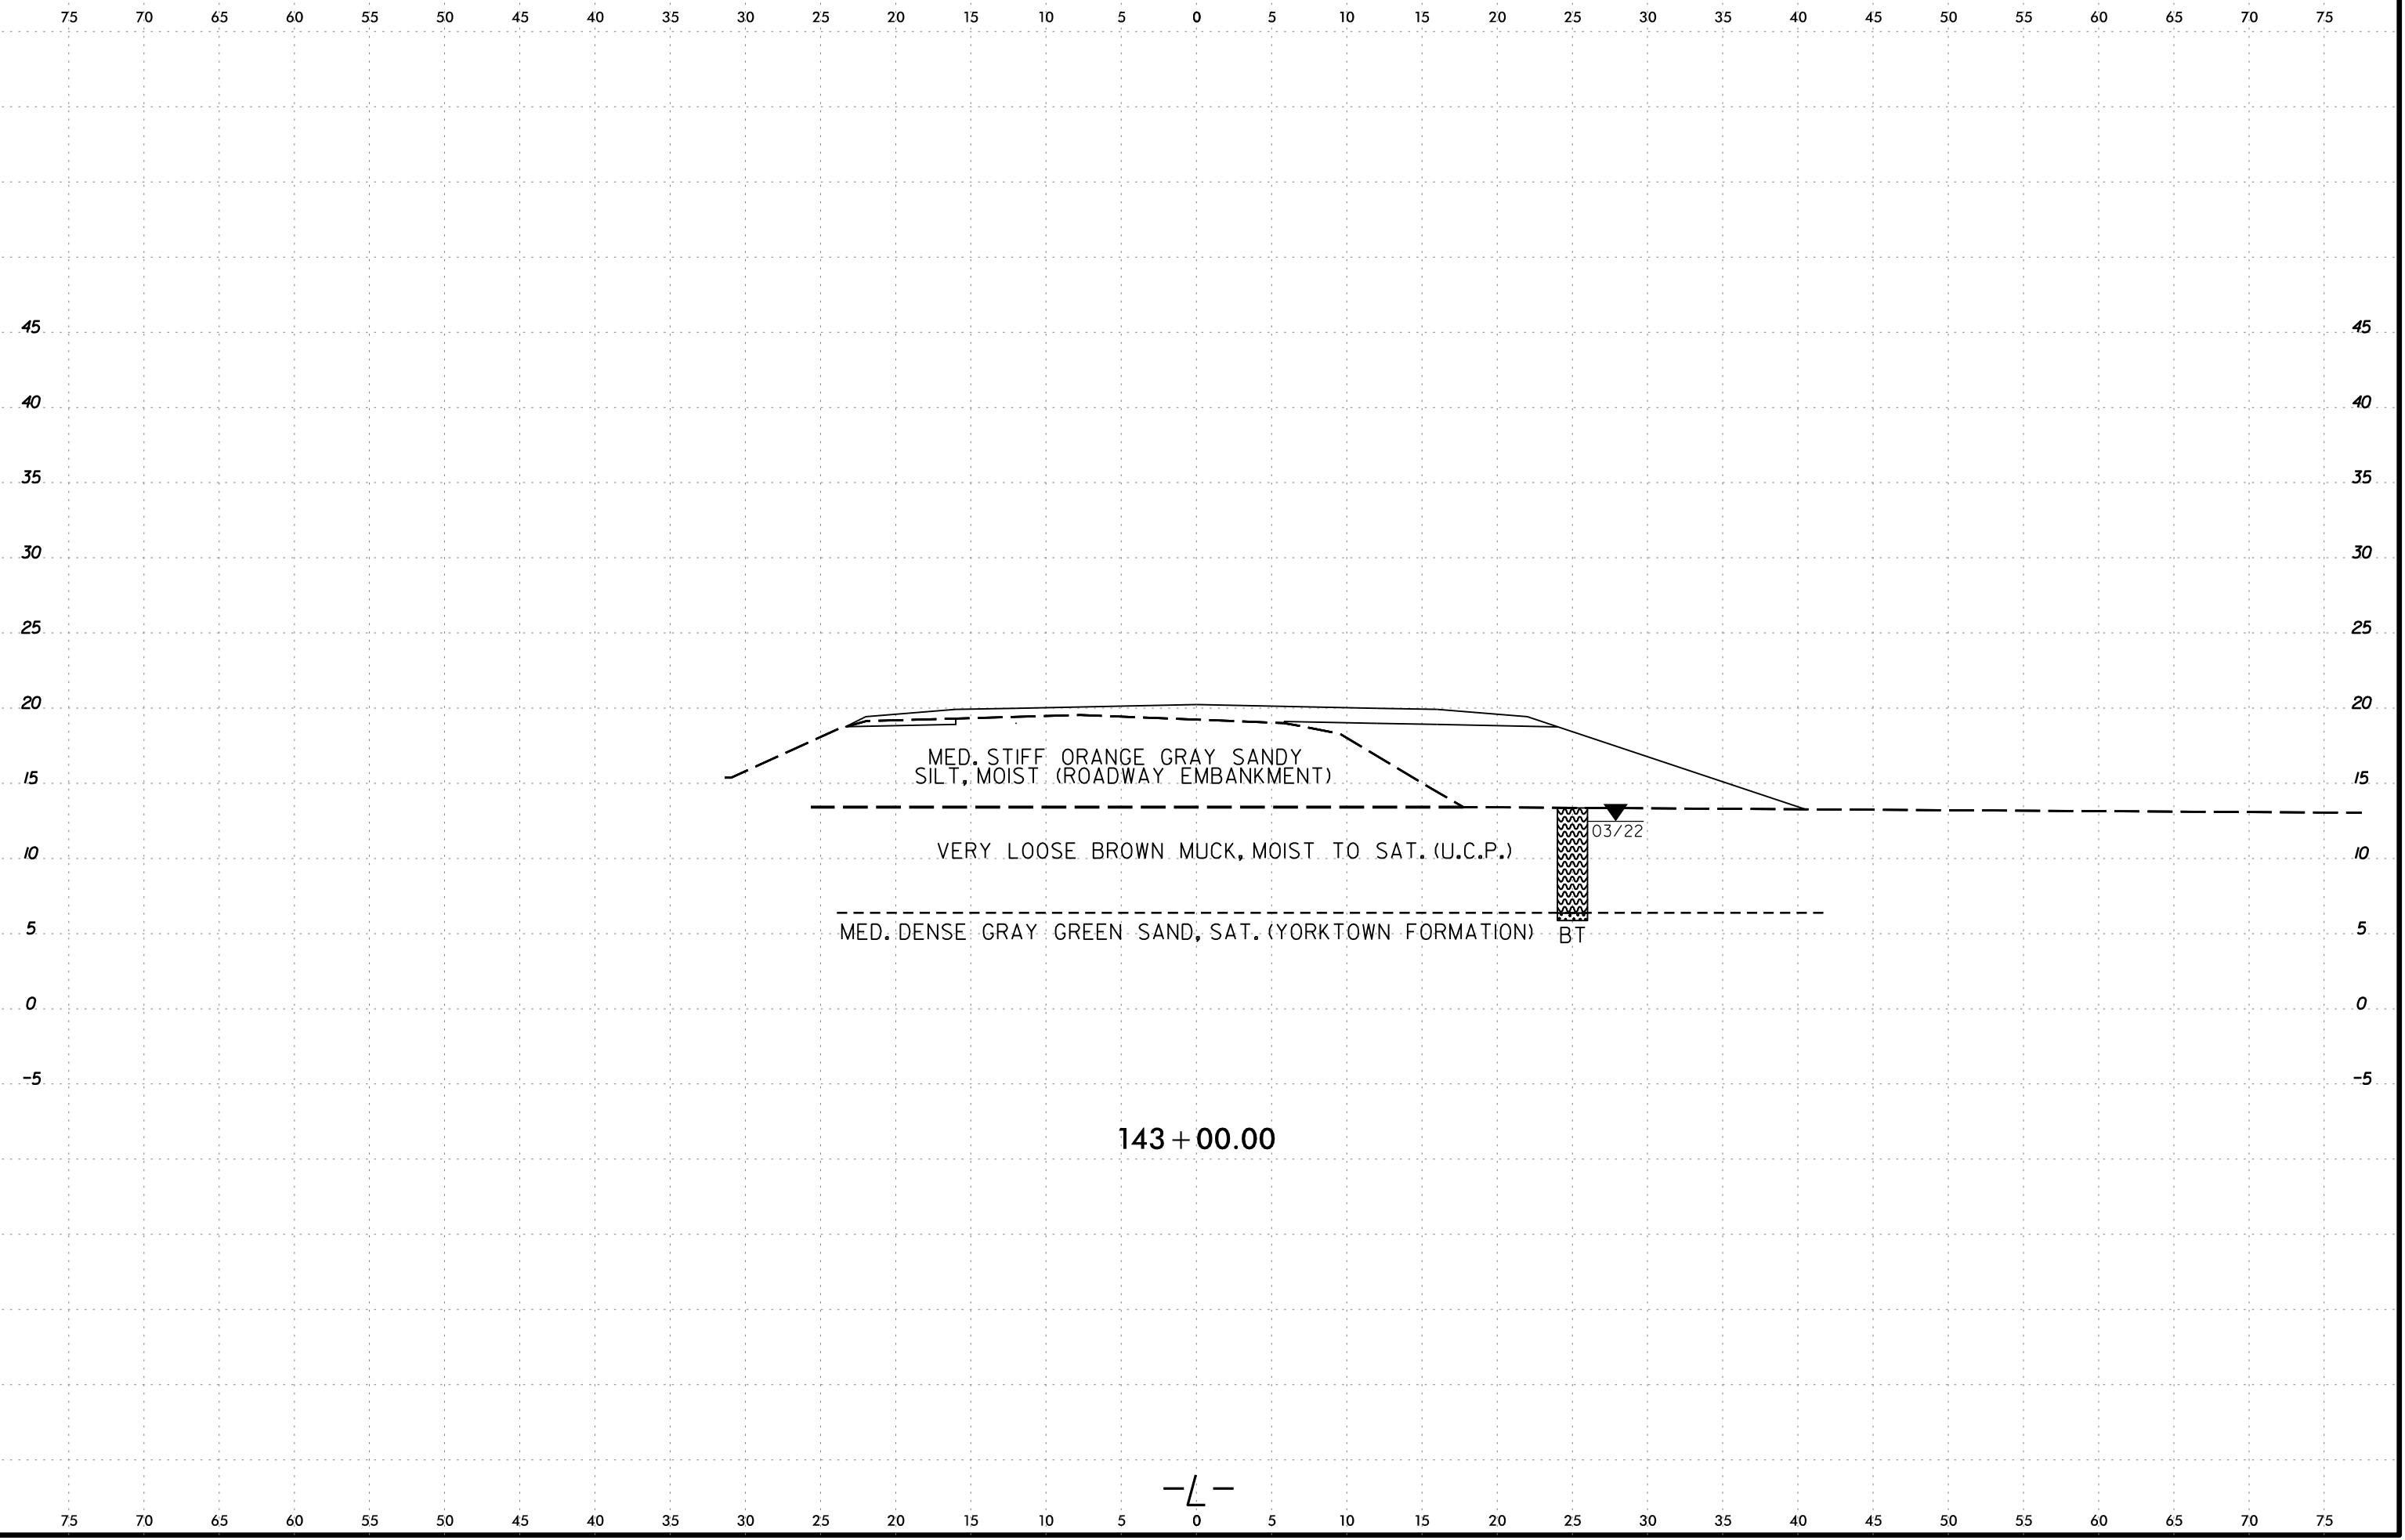 75 70 65 60 55 50 45 40 35 30 25 20 15 10 5 0 5 10 15 20 25 30 35 40 45 50 55 60 65 70 75
45 45
40 40
35 35
30 30
25 25
20 20
MED. STIFF ORANGE GRAY SANDY
15 SILT, MOIST (ROADWAY EMBANKMENT) 15
03/22
10 VERY LOOSE BROWN MUCK, MOIST TO SAT. (U.C.P.) 10
5 MED. DENSE GRAY GREEN SAND, SAT. (YORKTOWN FORMATION) BT 5
0 0
-5 -5
143+00.00
-L-
75 70 65 60 55 50 45 40 35 30 25 20 15 10 5 0 5 10 15 20 25 30 35 40 45 50 55 60 65 70 75